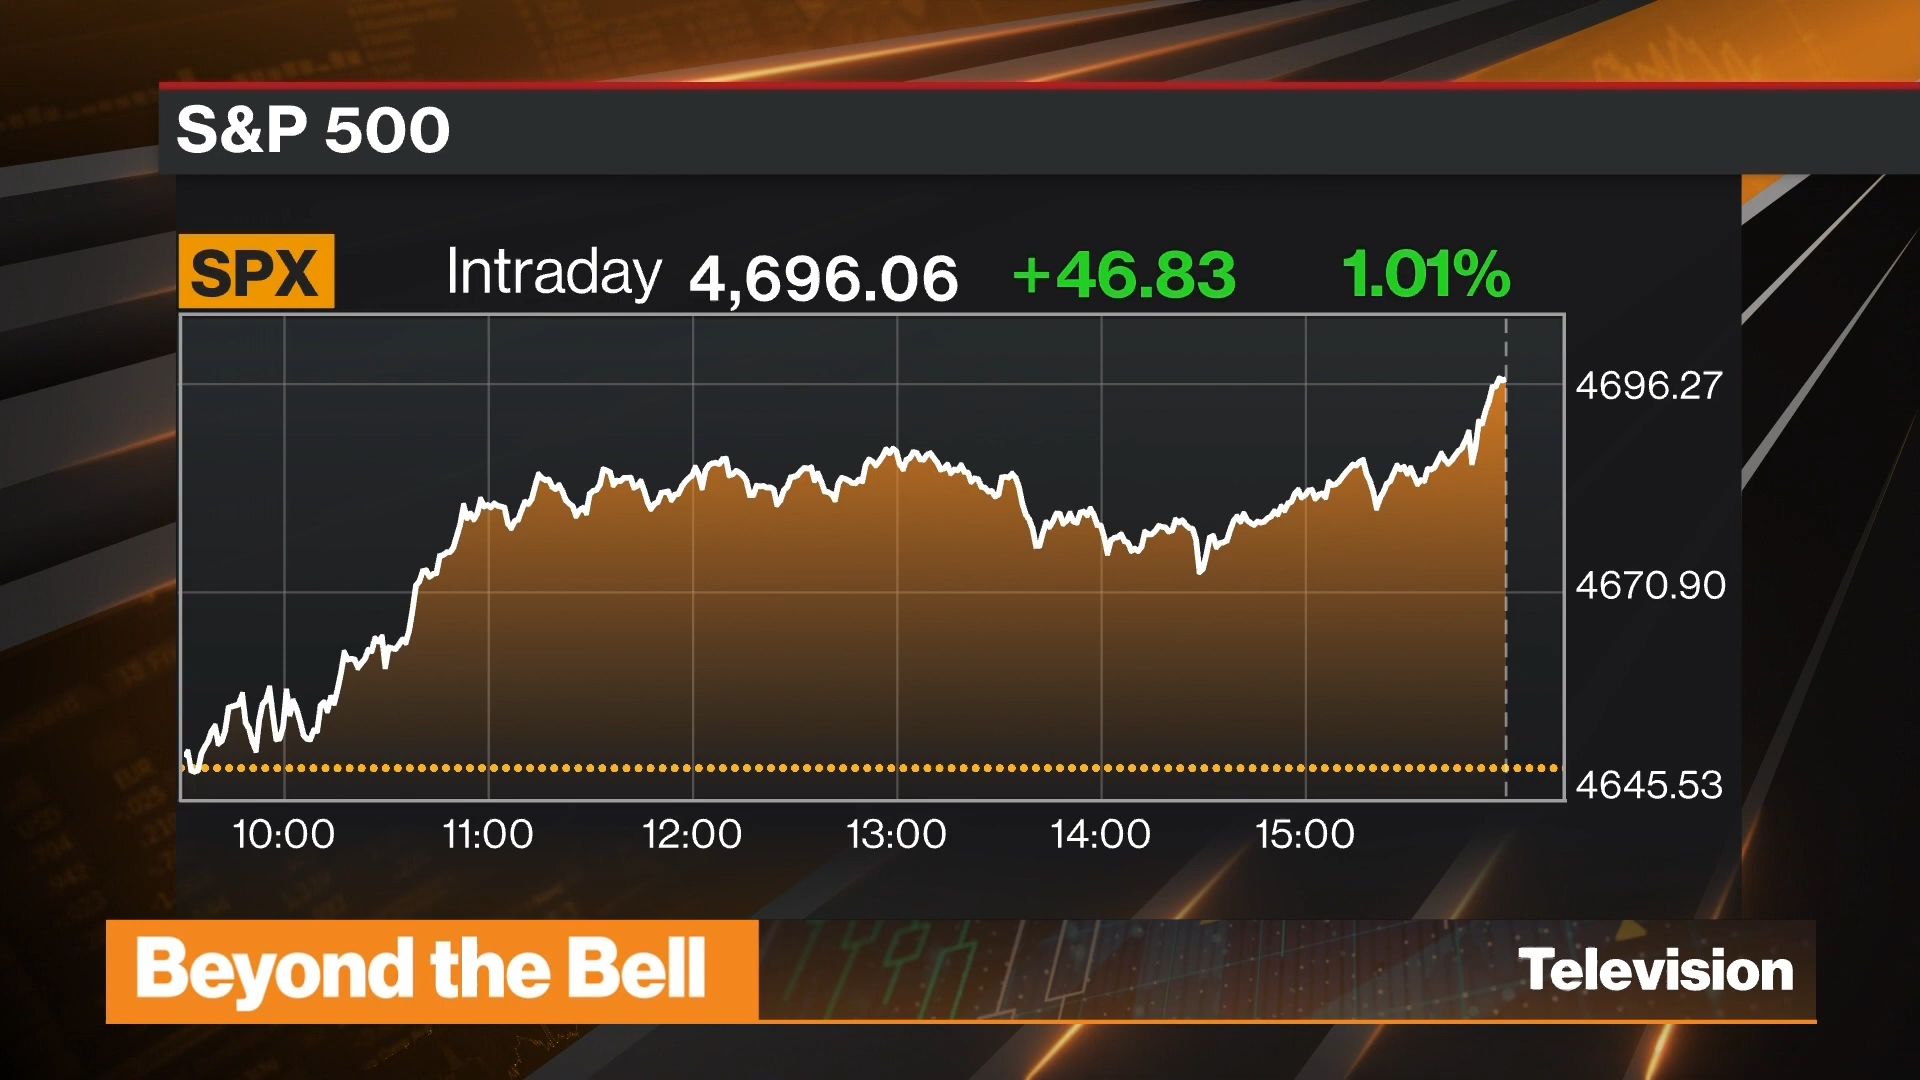 S&P 500
SPX Intraday 4,696.06 +46.83 1.01%
4696.27
4670.90
4645.53
10:00 11:00 12:00 13:00 14:00 15:00
Beyond the Bell
Television